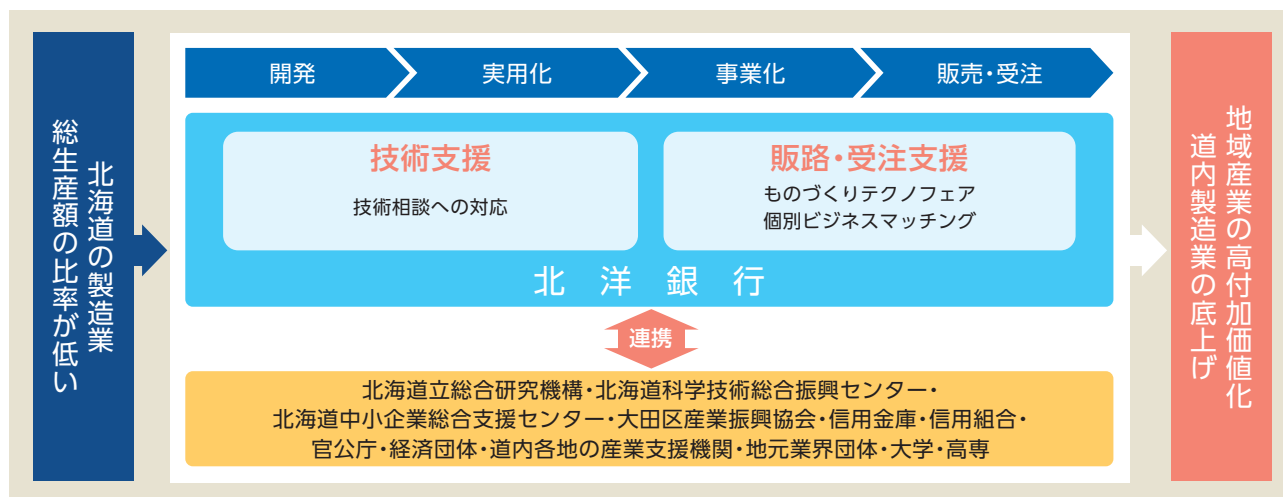 北海道の製造業
総生産額の比率が低い
開発
実用化
事業化
販売・受注
技術支援
技術相談への対応
販路・受注支援
ものづくりテクノフェア
個別ビジネスマッチング
北洋銀行
連携
北海道立総合研究機構・北海道科学技術総合振興センター・
北海道中小企業総合支援センター・大田区産業振興協会・信用金庫・信用組合・
官公庁・経済団体・道内各地の産業支援機関・地元業界団体・大学・高専
地域産業の高付加価値化
道内製造業の底上げ